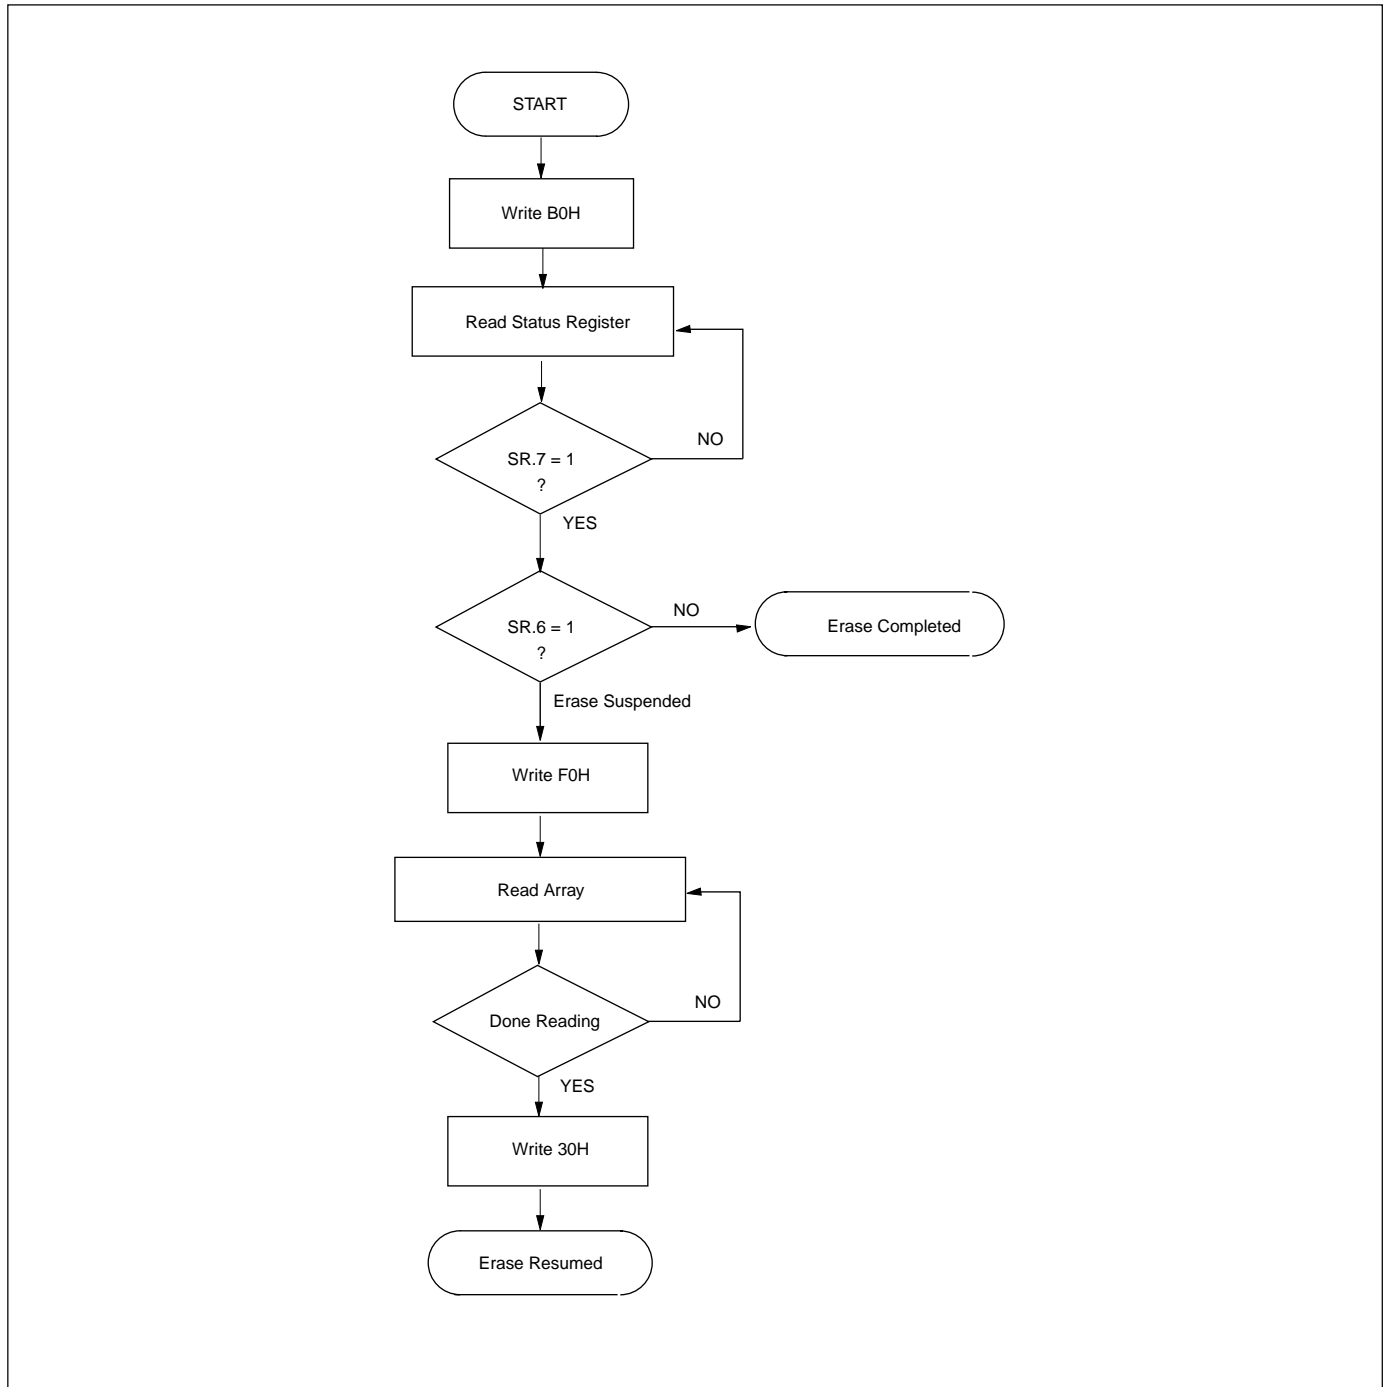 START
Write B0H
Read Status Register
NO
SR.7 = 1
?
YES
NO
SR.6 = 1
?
Erase Completed
Erase Suspended
Write F0H
Read Array
NO
Done Reading
YES
Write 30H
Erase Resumed